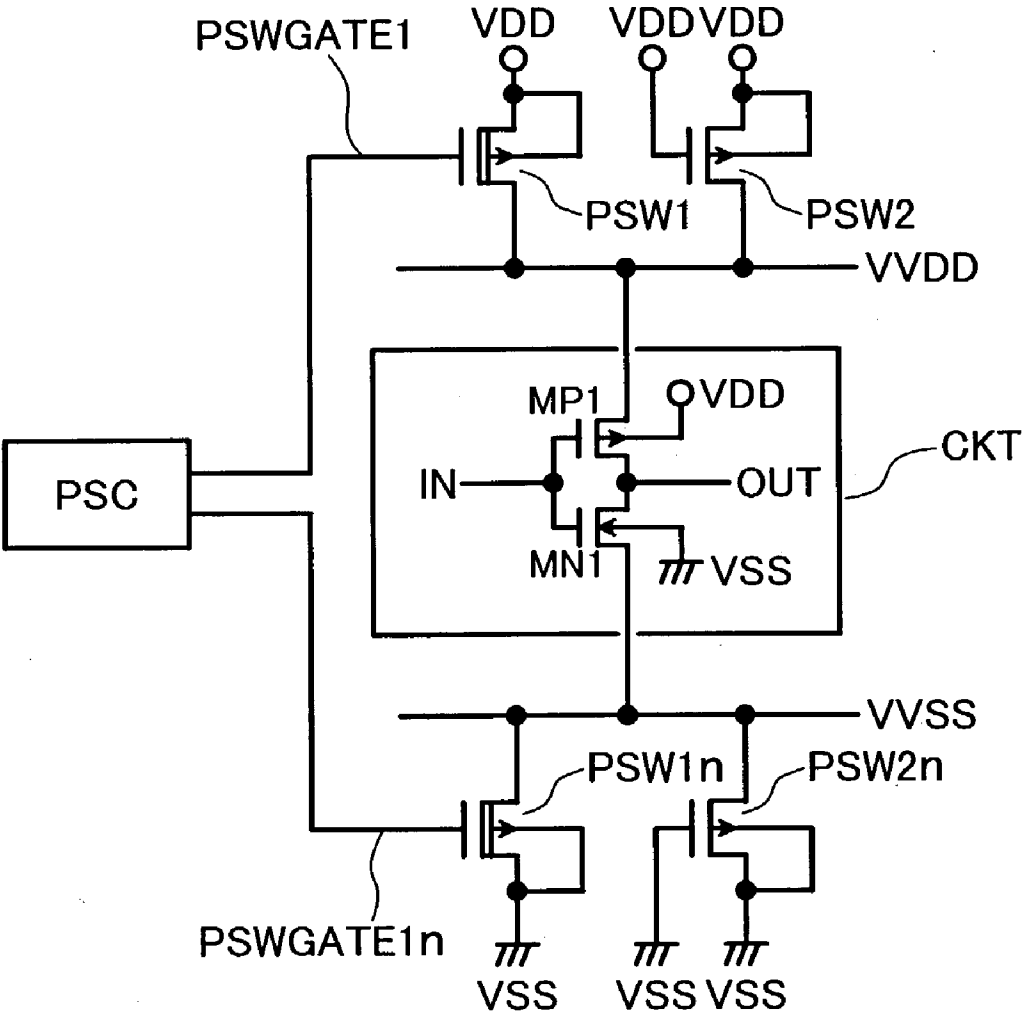 PSWGATE1
VDD
VDD VDD
PSW1
PSW2
VVDD
MP1
VDD
CKT
PSC
IN
OUT
MN1
VSS
VVSS
PSW1n
PSW2n
PSWGATE1n
VSS
VSS VSS